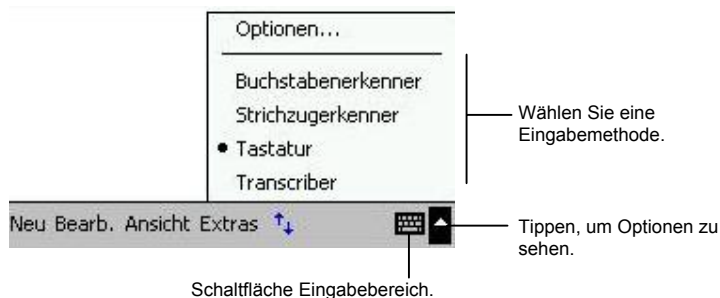 Optionen...
Buchstabenerkenner
Strichzugerkenner
Tastatur
Transcriber
Wählen Sie eine
Eingabemethode.
Neu Bearb. Ansicht Extras
Tippen, um Optionen zu
sehen.
Schaltfläche Eingabebereich.